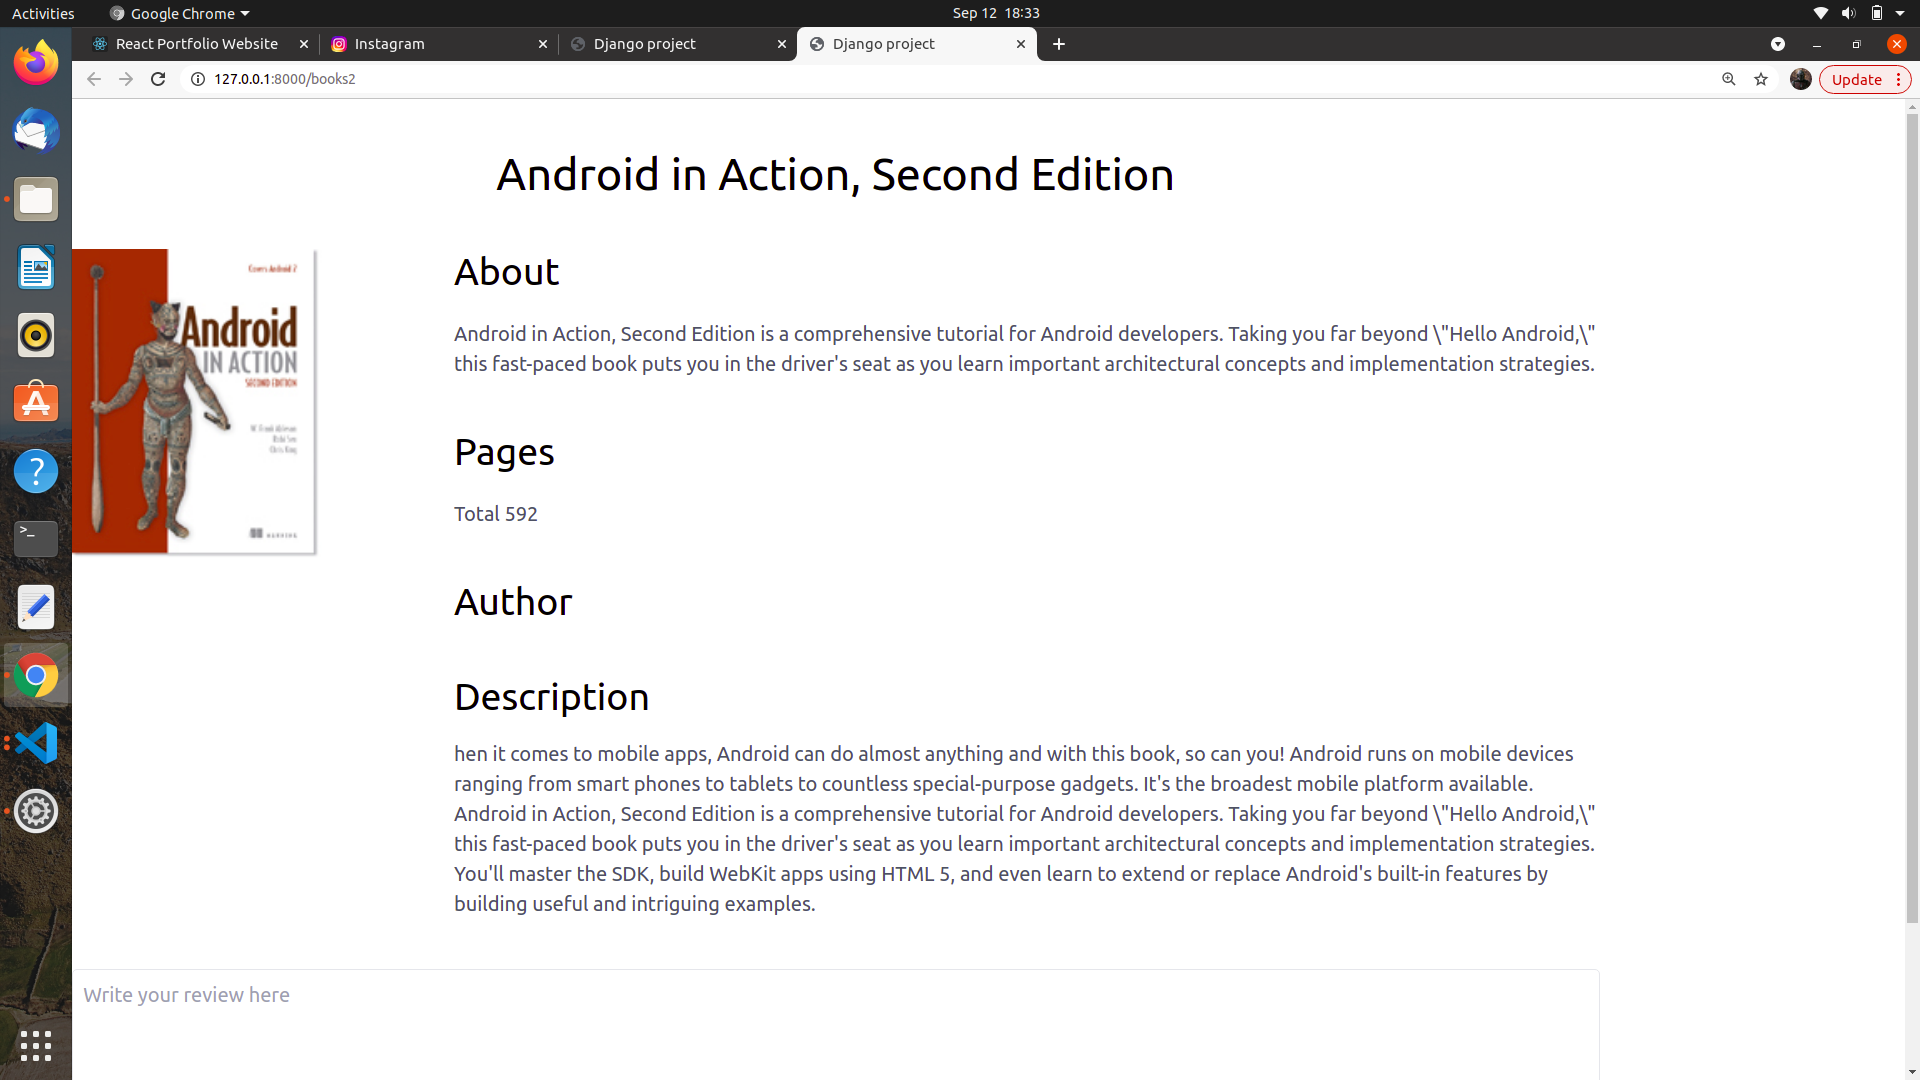 Activities
Google Chrome
Sep 12 18:33
React Portfolio Website
Instagram
Django project
Django project
127.0.0.1:8000/books2
Update
Android in Action, Second Edition
Covers Android 2
Android
IN ACTION
SECOND EDITION
MANNING
About
Android in Action, Second Edition is a comprehensive tutorial for Android developers. Taking you far beyond \"Hello Android,\"
this fast-paced book puts you in the driver's seat as you learn important architectural concepts and implementation strategies.
Pages
Total 592
Author
Description
hen it comes to mobile apps, Android can do almost anything and with this book, so can you! Android runs on mobile devices
ranging from smart phones to tablets to countless special-purpose gadgets. It's the broadest mobile platform available.
Android in Action, Second Edition is a comprehensive tutorial for Android developers. Taking you far beyond \"Hello Android,\"
this fast-paced book puts you in the driver's seat as you learn important architectural concepts and implementation strategies.
You'll master the SDK, build WebKit apps using HTML 5, and even learn to extend or replace Android's built-in features by
building useful and intriguing examples.
Write your review here